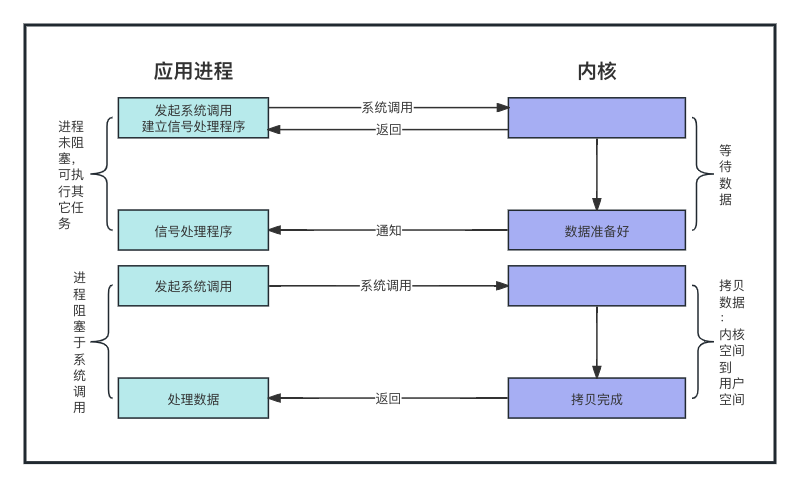 应用进程
内核
发起系统调用
建立信号处理程序
系统调用
返回
进程
未阻
塞，
可执
行其
它任
务
等
待
数
据
信号处理程序
通知
数据准备好
发起系统调用
系统调用
进
程
阻
塞
于
系
统
调
用
拷贝
数据
：
内核
空间
到
用户
空间
处理数据
返回
拷贝完成